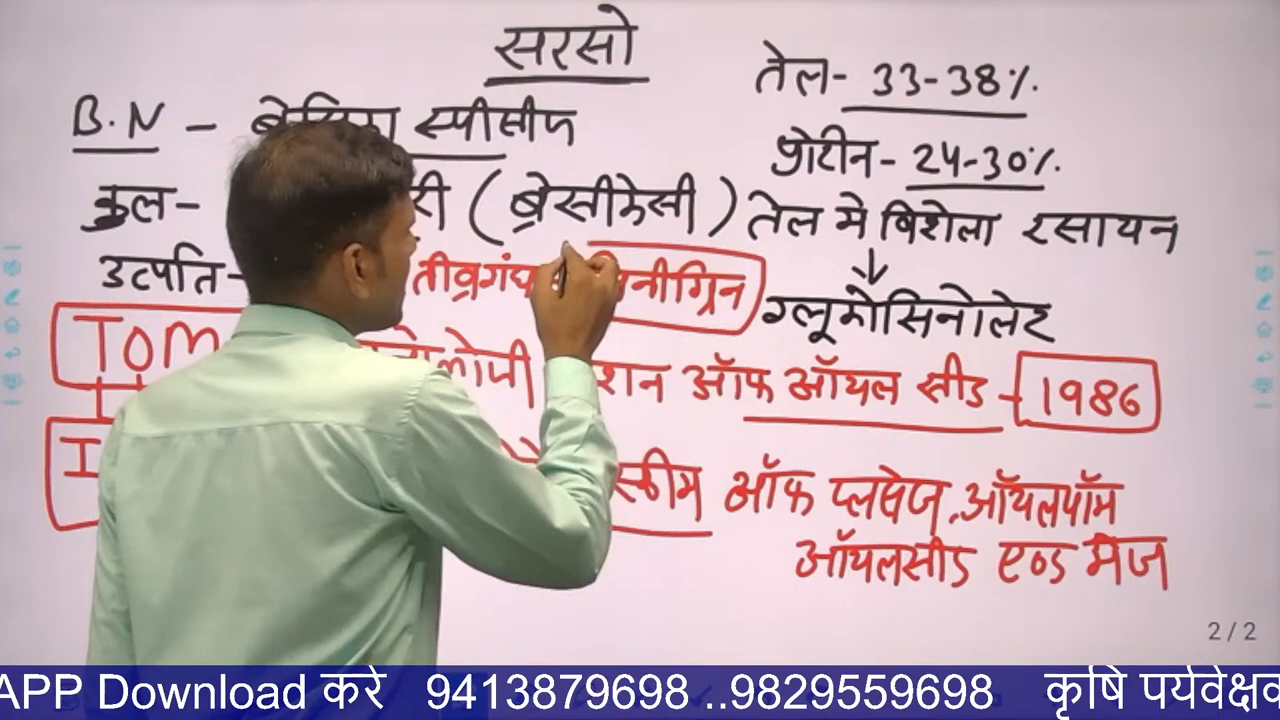 सरसो
तेल- 33-38%
B.N - स्पीसीज
प्रोटीन- 24-30%
कुल- री (ब्रेसीकेसी)
तेल मे विशेला रसायन
उत्पति- तीव्रगंध
ग्लूकोसिनोलेट
TOM ऑफ ऑयल सीड - 1986
I स्कीम ऑफ प्लसेज, ऑयलपॉम
ऑयलसीड एण्ड मेज
2/2
APP Download करे 9413879698 ..9829559698 कृषि पर्यवेक्षक